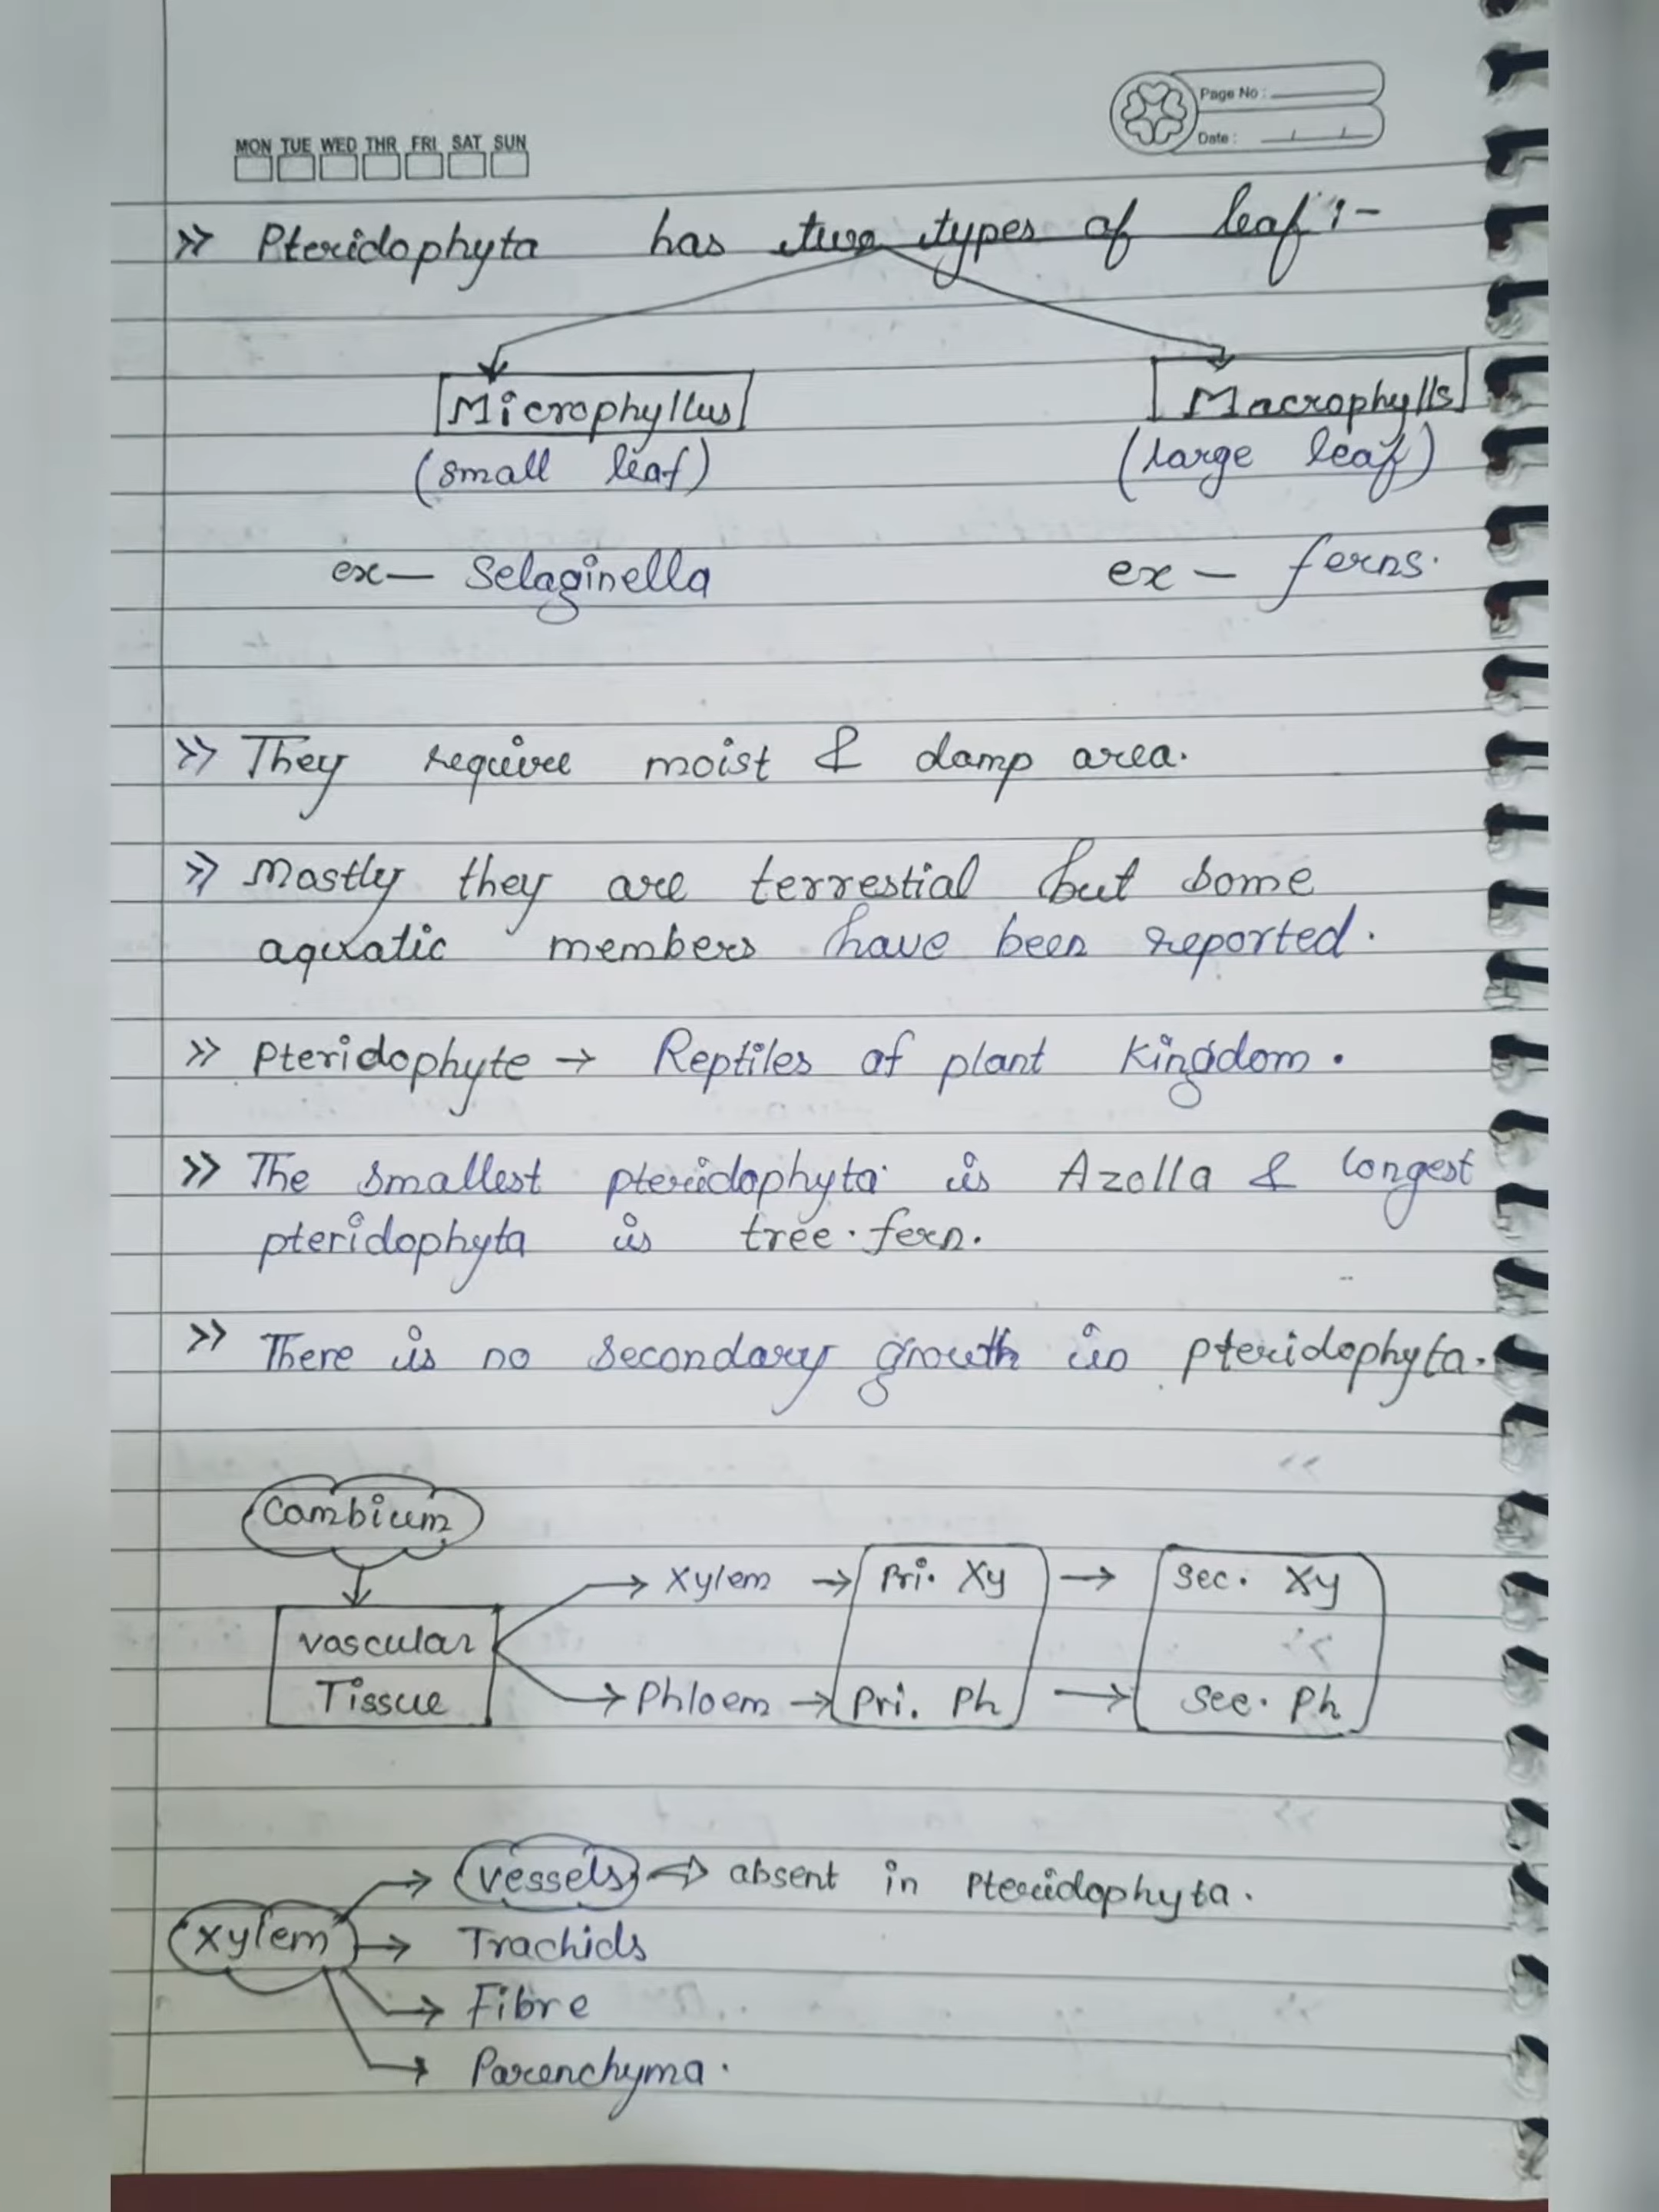 Page No :
MON TUE WED THR FRI SAT SUN
Date : / /
>> Pteridophyta has two types of leaf :-
Microphyllus Macrophylls
(small leaf) (large leaf)
ex- Selaginella ex - ferns.
>> They require moist & damp area.
>> Mostly they are terrestial but some
aquatic members have been reported.
>> Pteridophyte → Reptiles of plant Kingdom.
>> The smallest pteridophyta is Azolla & longest
pteridophyta is tree fern.
>> There is no secondary growth in pteridophyta.
Cambium
→ Xylem → Pri. Xy → Sec. Xy
vascular
Tissue → Phloem → Pri. Ph → Sec. Ph
vessels ⇒ absent in Pteridophyta.
Xylem → Trachids
→ Fibre
→ Parenchyma.